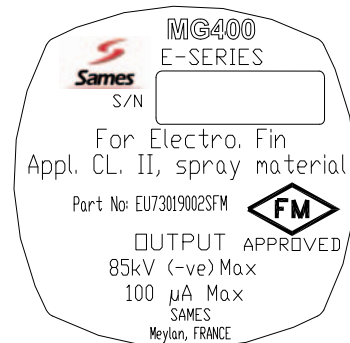 MG400
Sames
E-SERIES
S/N
For Electro. Fin
Appl. CL. II, spray material
Part No: EU73019002SFM
FM
OUTPUT APPROVED
85kV (-ve) Max
100 µA Max
SAMES
Meylan, FRANCE